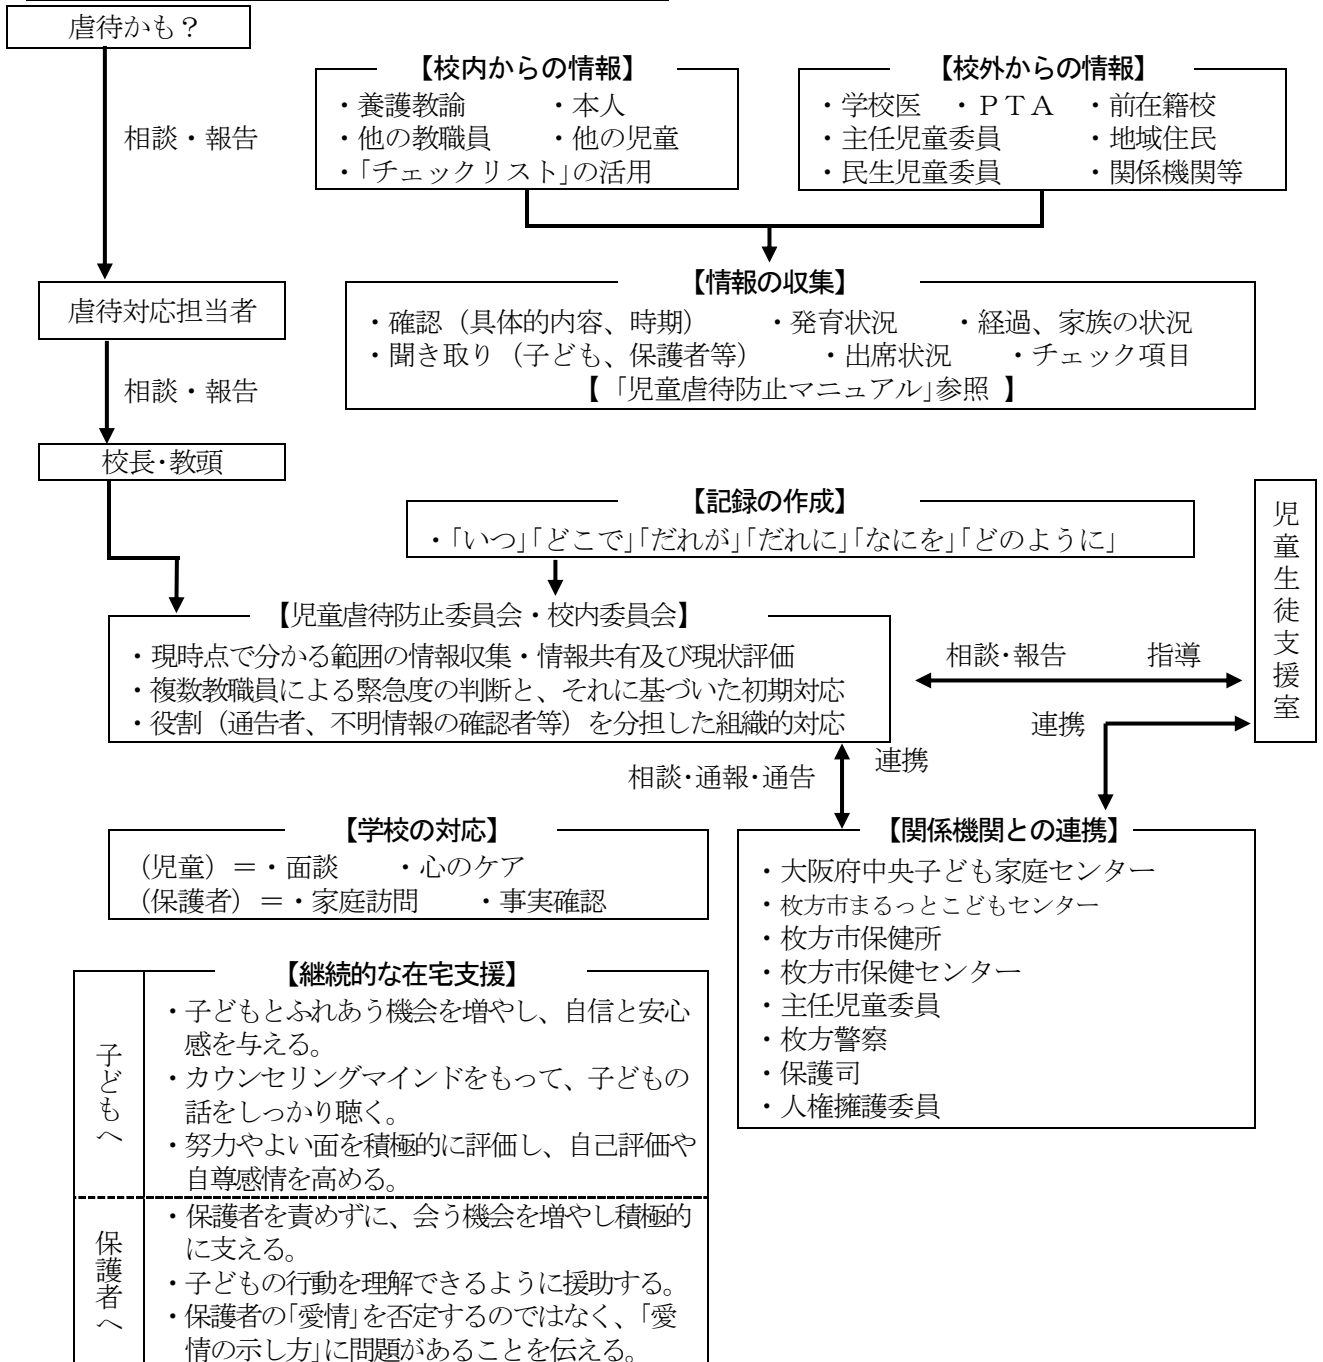 虐待かも？
相談・報告
虐待対応担当者
相談・報告
校長・教頭
【校内からの情報】
・養護教諭　・本人
・他の教職員　・他の児童
・「チェックリスト」の活用
【校外からの情報】
・学校医　・ＰＴＡ　・前在籍校
・主任児童委員　・地域住民
・民生児童委員　・関係機関等
【情報の収集】
・確認（具体的内容、時期）　・発育状況　・経過、家族の状況
・聞き取り（子ども、保護者等）　・出席状況　・チェック項目
【「児童虐待防止マニュアル」参照 】
【記録の作成】
・「いつ」「どこで」「だれが」「だれに」「なにを」「どのように」
児童生徒支援室
【児童虐待防止委員会・校内委員会】
・現時点で分かる範囲の情報収集・情報共有及び現状評価
・複数教職員による緊急度の判断と、それに基づいた初期対応
・役割（通告者、不明情報の確認者等）を分担した組織的対応
相談・報告　指導
連携
相談・通報・通告　連携
【学校の対応】
（児童）＝・面談　・心のケア
（保護者）＝・家庭訪問　・事実確認
【関係機関との連携】
・大阪府中央子ども家庭センター
・枚方市まるっとこどもセンター
・枚方市保健所
・枚方市保健センター
・主任児童委員
・枚方警察
・保護司
・人権擁護委員
【継続的な在宅支援】
子どもへ
・子どもとふれあう機会を増やし、自信と安心
感を与える。
・カウンセリングマインドをもって、子どもの
話をしっかり聴く。
・努力やよい面を積極的に評価し、自己評価や
自尊感情を高める。
保護者へ
・保護者を責めずに、会う機会を増やし積極的
に支える。
・子どもの行動を理解できるように援助する。
・保護者の「愛情」を否定するのではなく、「愛
情の示し方」に問題があることを伝える。